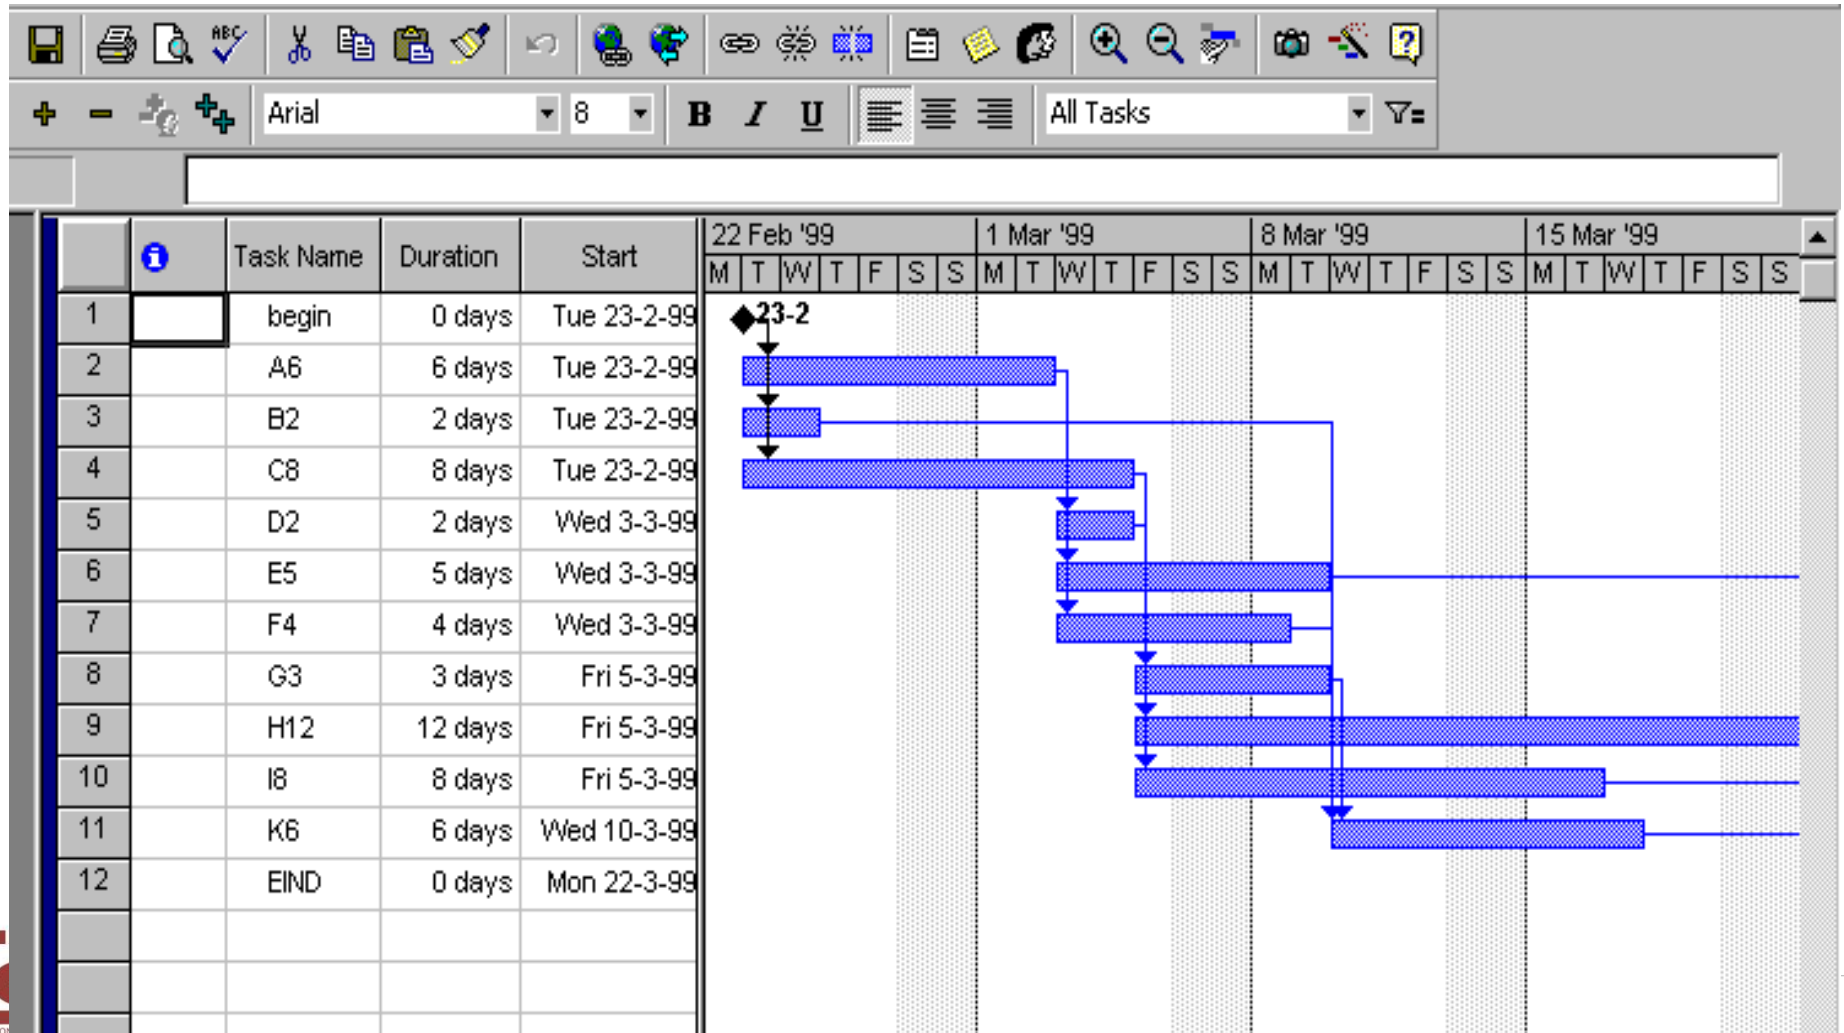 ABC
Arial 8 B I U All Tasks
22 Feb '99 1 Mar '99 8 Mar '99 15 Mar '99
Task Name Duration Start
M T W T F S S M T W T F S S M T W T F S S M T W T F S S
1 begin 0 days Tue 23-2-99 23-2
2 A6 6 days Tue 23-2-99
3 B2 2 days Tue 23-2-99
4 C8 8 days Tue 23-2-99
5 D2 2 days Wed 3-3-99
6 E5 5 days Wed 3-3-99
7 F4 4 days Wed 3-3-99
8 G3 3 days Fri 5-3-99
9 H12 12 days Fri 5-3-99
10 I8 8 days Fri 5-3-99
11 K6 6 days Wed 10-3-99
12 EIND 0 days Mon 22-3-99